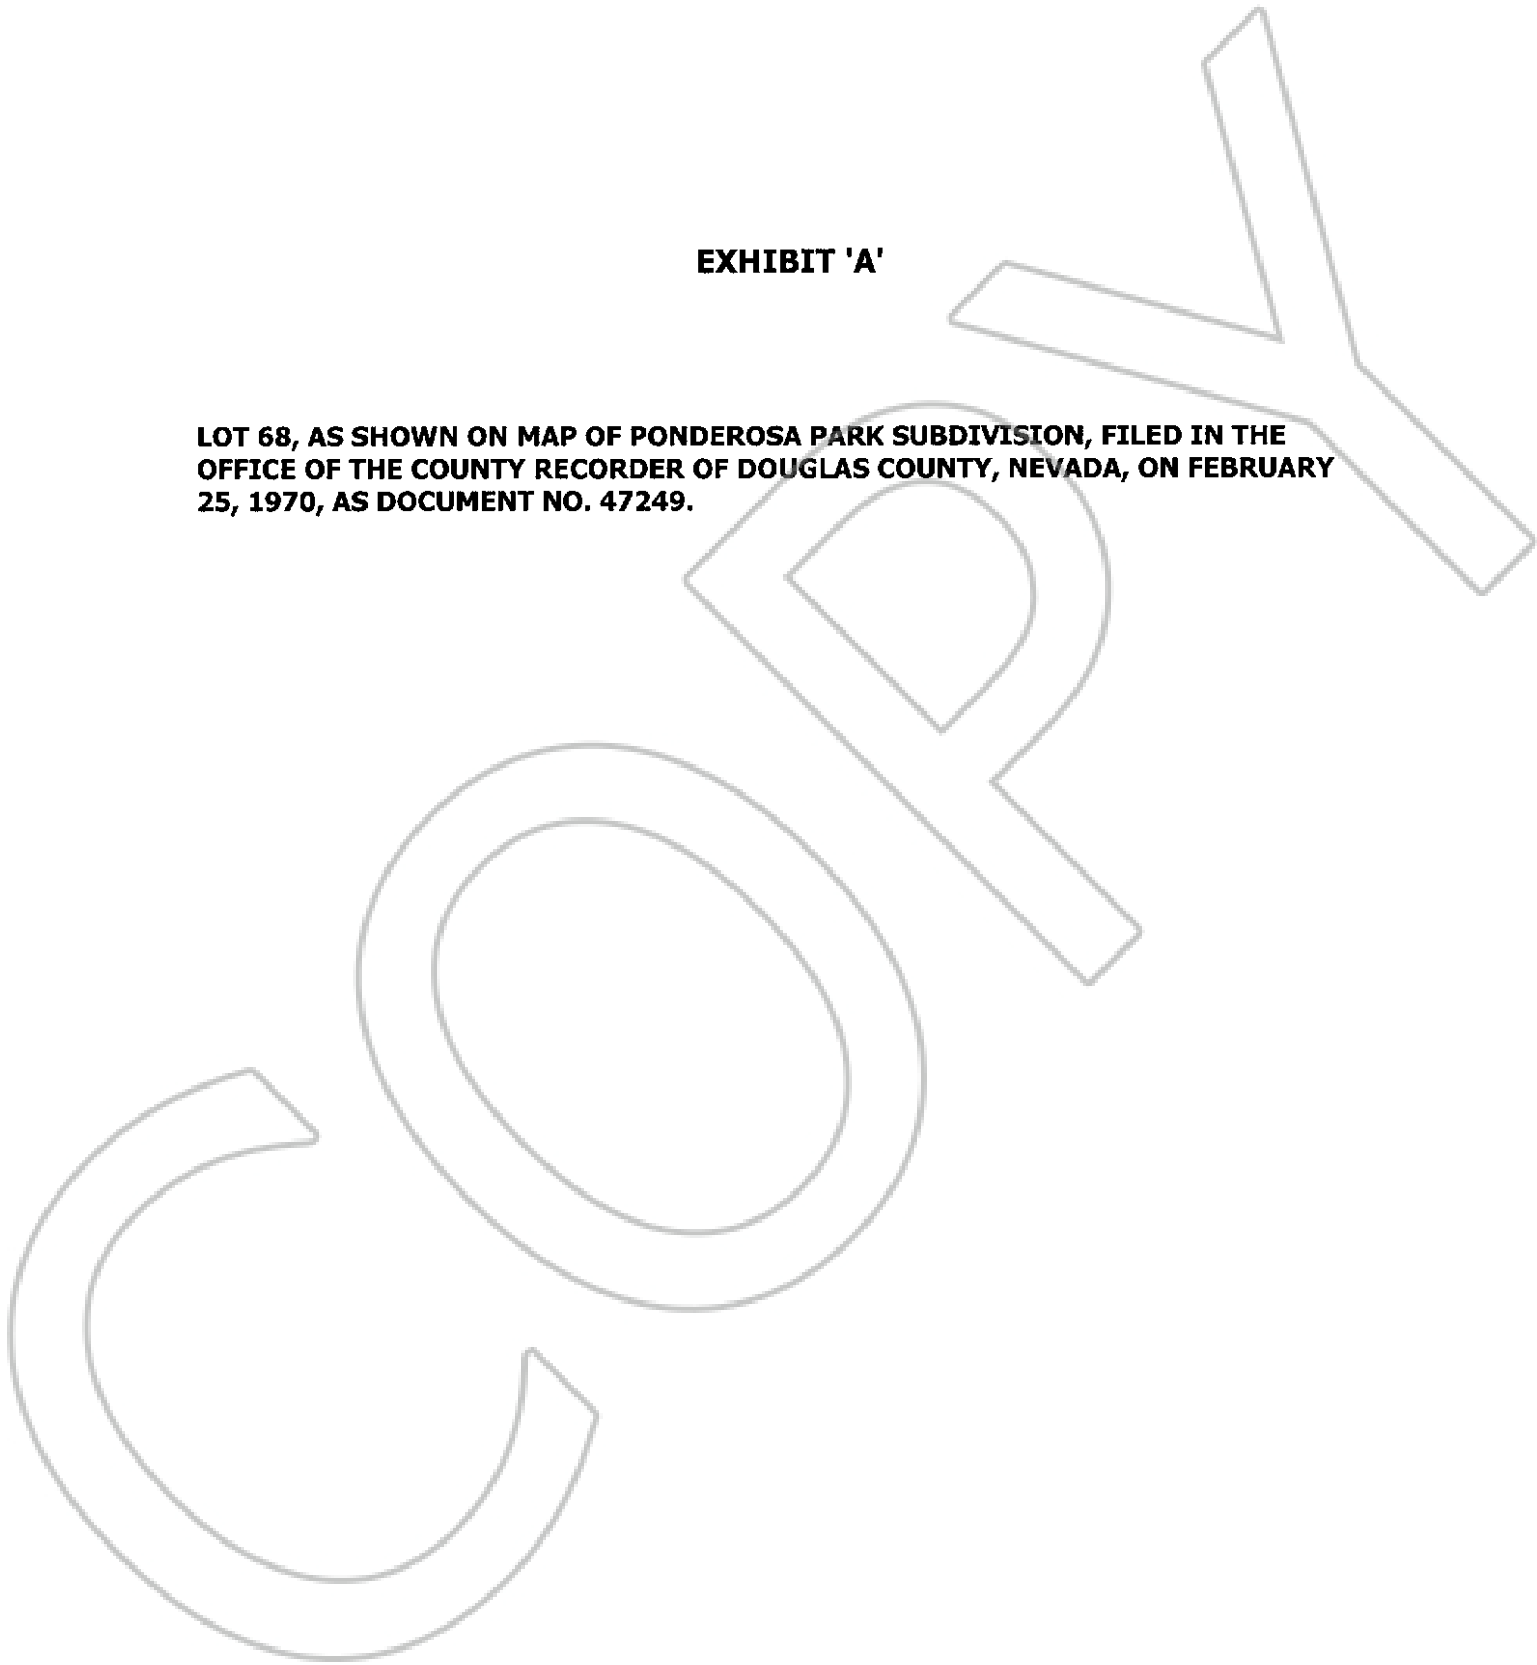 EXHIBIT 'A'
LOT 68, AS SHOWN ON MAP OF PONDEROSA PARK SUBDIVISION, FILED IN THE
OFFICE OF THE COUNTY RECORDER OF DOUGLAS COUNTY, NEVADA, ON FEBRUARY
25, 1970, AS DOCUMENT NO. 47249.
COPY